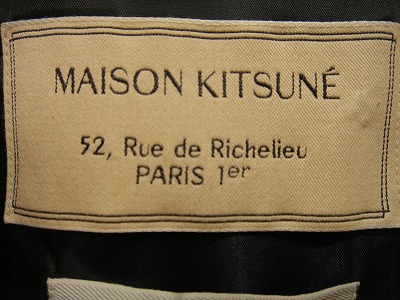 MAISON KITSUNÉ
52, Rue de Richelieu
PARIS 1er